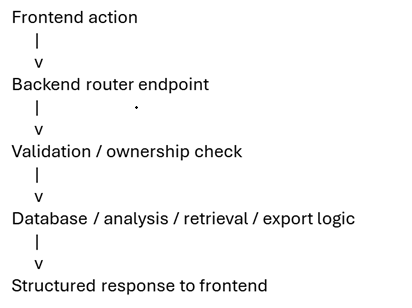 Frontend action
|
v
Backend router endpoint
|
v
Validation / ownership check
|
v
Database / analysis / retrieval / export logic
|
v
Structured response to frontend